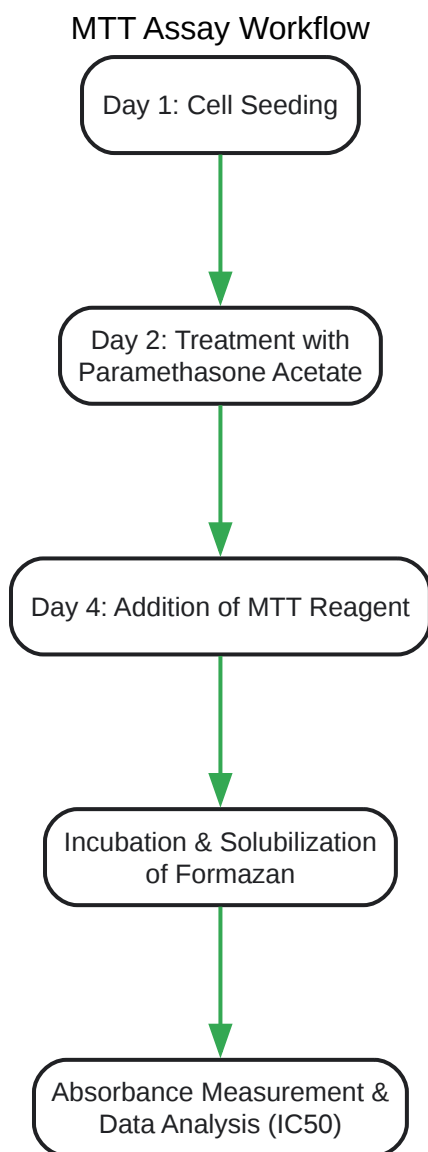 MTT Assay Workflow
Day 1: Cell Seeding
Day 2: Treatment with
Paramethasone Acetate
Day 4: Addition of MTT Reagent
Incubation & Solubilization
of Formazan
Absorbance Measurement &
Data Analysis (IC50)